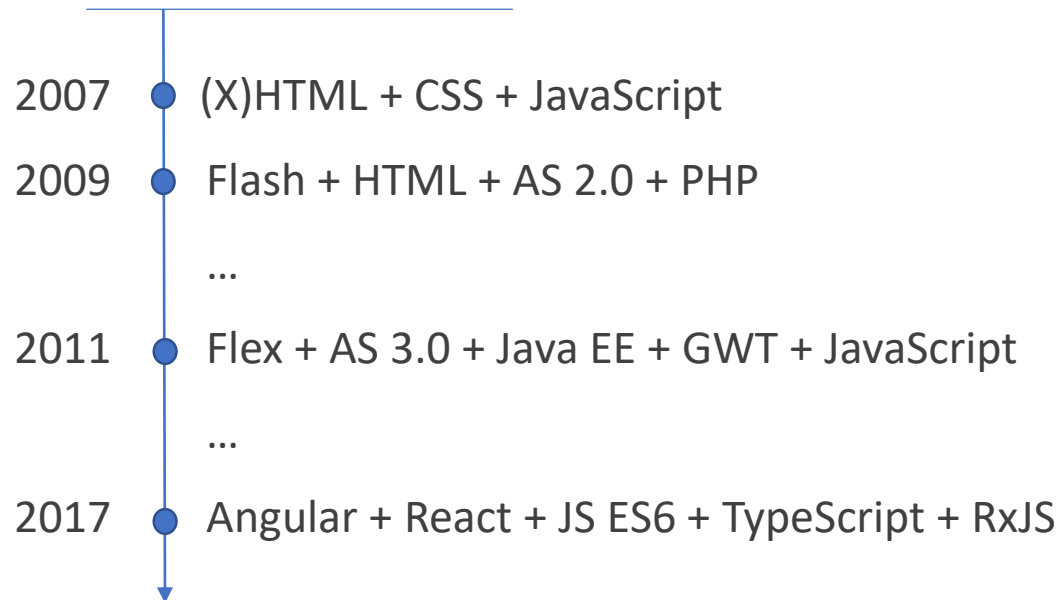 2007 (X)HTML + CSS + JavaScript
2009 Flash + HTML + AS 2.0 + PHP
…
2011 Flex + AS 3.0 + Java EE + GWT + JavaScript
…
2017 Angular + React + JS ES6 + TypeScript + RxJS